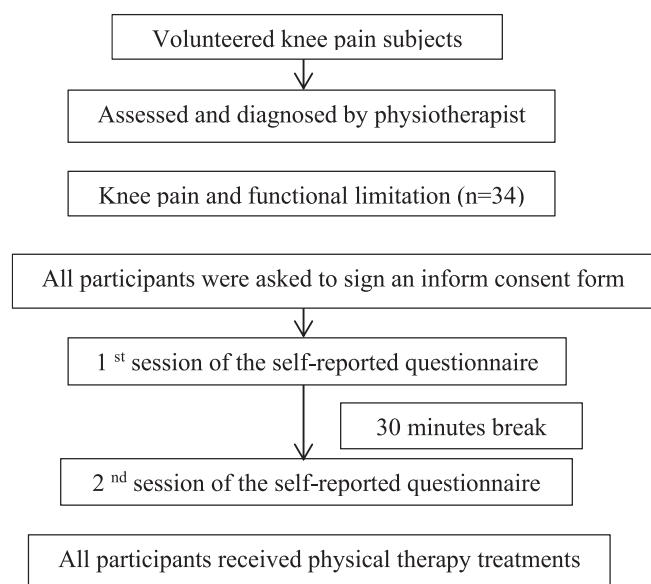 Volunteered knee pain subjects
Assessed and diagnosed by physiotherapist
Knee pain and functional limitation (n=34)
All participants were asked to sign an inform consent form
1 st session of the self-reported questionnaire
30 minutes break
2 nd session of the self-reported questionnaire
All participants received physical therapy treatments